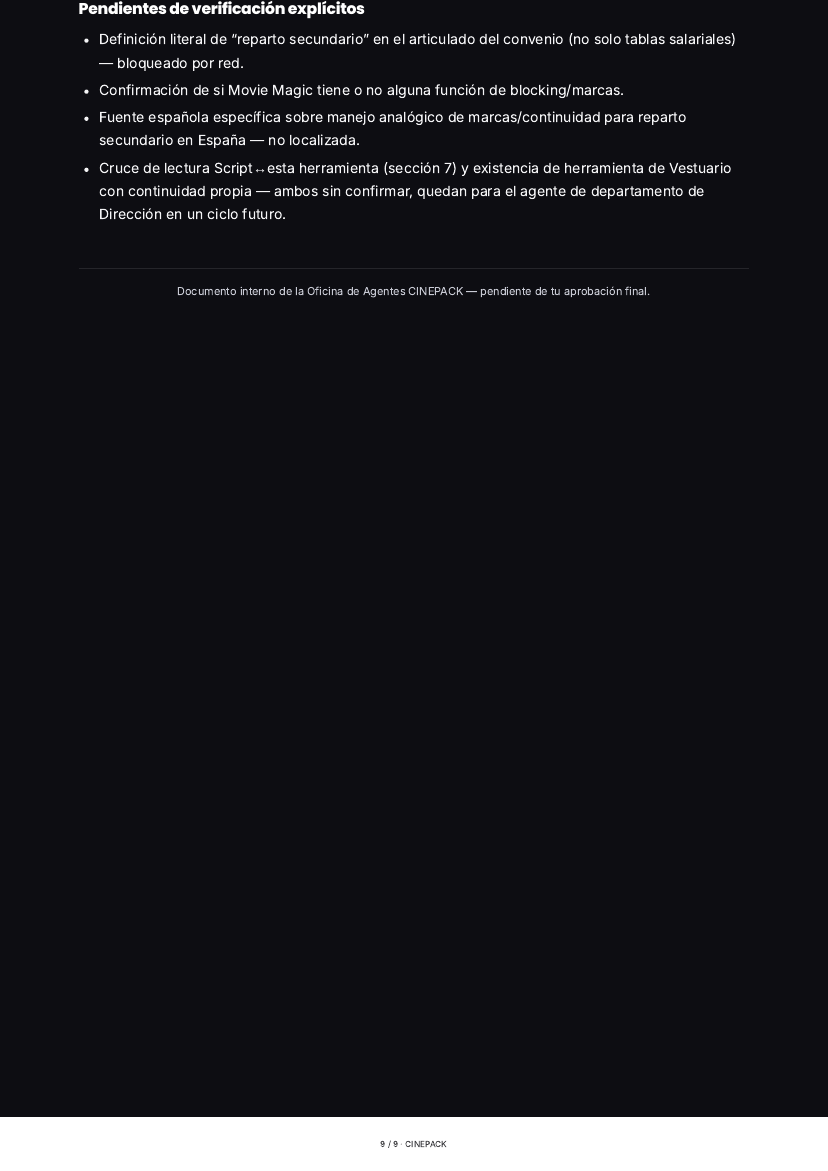 Pendientes de verificación explícitos
• Definición literal de “reparto secundario” en el articulado del convenio (no solo tablas salariales)
— bloqueado por red.
• Confirmación de si Movie Magic tiene o no alguna función de blocking/marcas.
• Fuente española específica sobre manejo analógico de marcas/continuidad para reparto
secundario en España — no localizada.
• Cruce de lectura Script↔esta herramienta (sección 7) y existencia de herramienta de Vestuario
con continuidad propia — ambos sin confirmar, quedan para el agente de departamento de
Dirección en un ciclo futuro.
Documento interno de la Oficina de Agentes CINEPACK — pendiente de tu aprobación final.
9 / 9 · CINEPACK